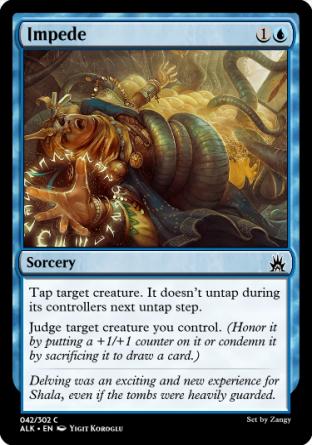 Impede 1
Sorcery
Tap target creature. It doesn't untap during
its controllers next untap step.
Judge target creature you control. (Honor it
by putting a +1/+1 counter on it or condemn it
by sacrificing it to draw a card.)
Delving was an exciting and new experience for
Shala, even if the tombs were heavily guarded.
042/302 C
Set by Zangy
ALK • EN Yigit Koroglu